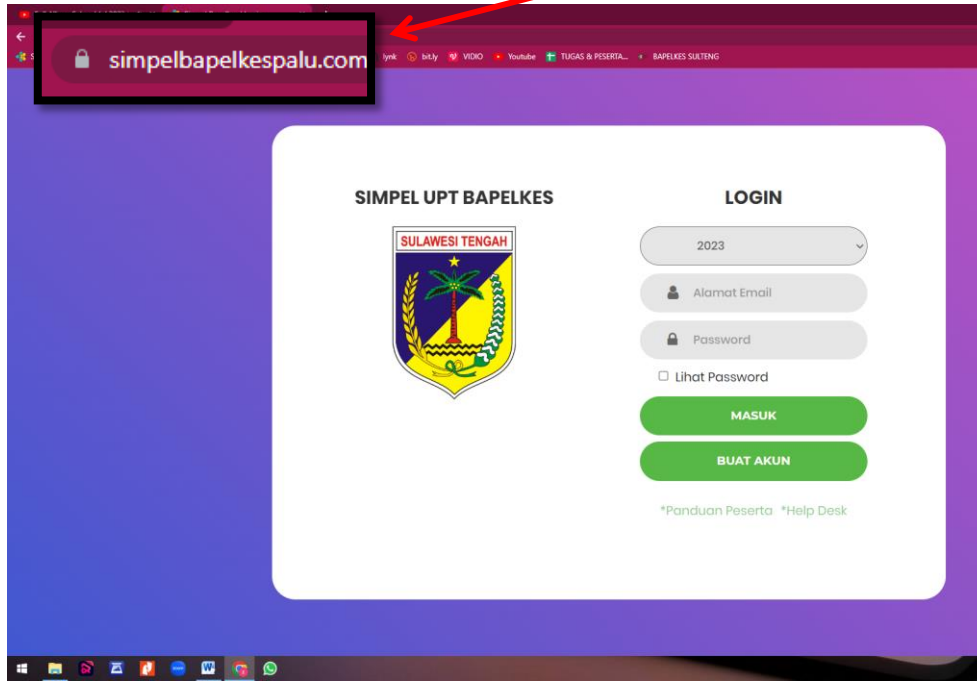 simpelbapelkespalu.com
lynk bit.ly VIDIO Youtube TUGAS & PESERTA... BAPELKES SULTENG
SIMPEL UPT BAPELKES
SULAWESI TENGAH
LOGIN
2023
Alamat Email
Password
Lihat Password
MASUK
BUAT AKUN
*Panduan Peserta *Help Desk